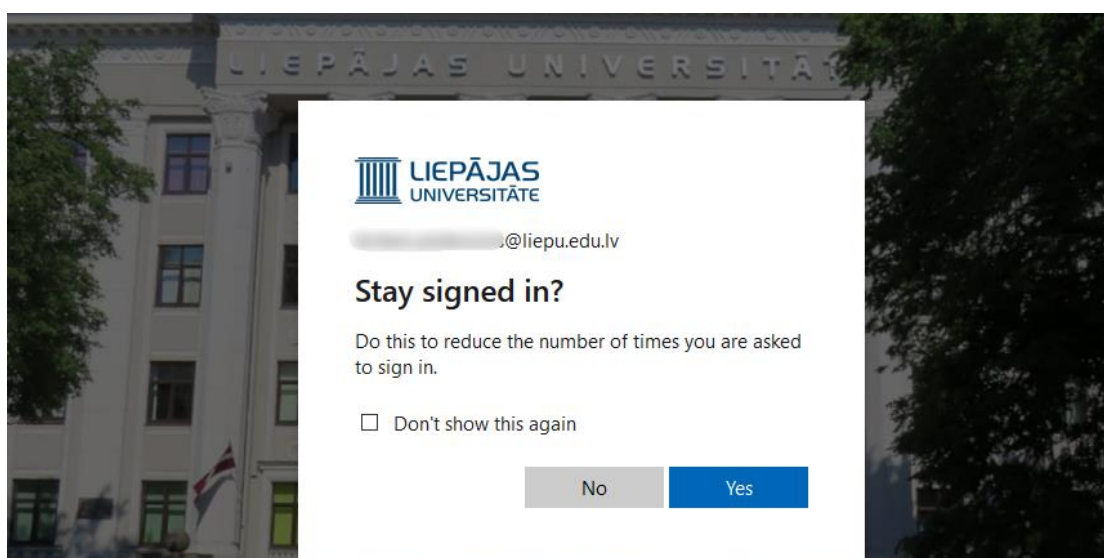 LIEPĀJAS UNIVERSITĀT
LIEPĀJAS
UNIVERSITĀTE
@liepu.edu.lv
Stay signed in?
Do this to reduce the number of times you are asked
to sign in.
Don't show this again
No
Yes